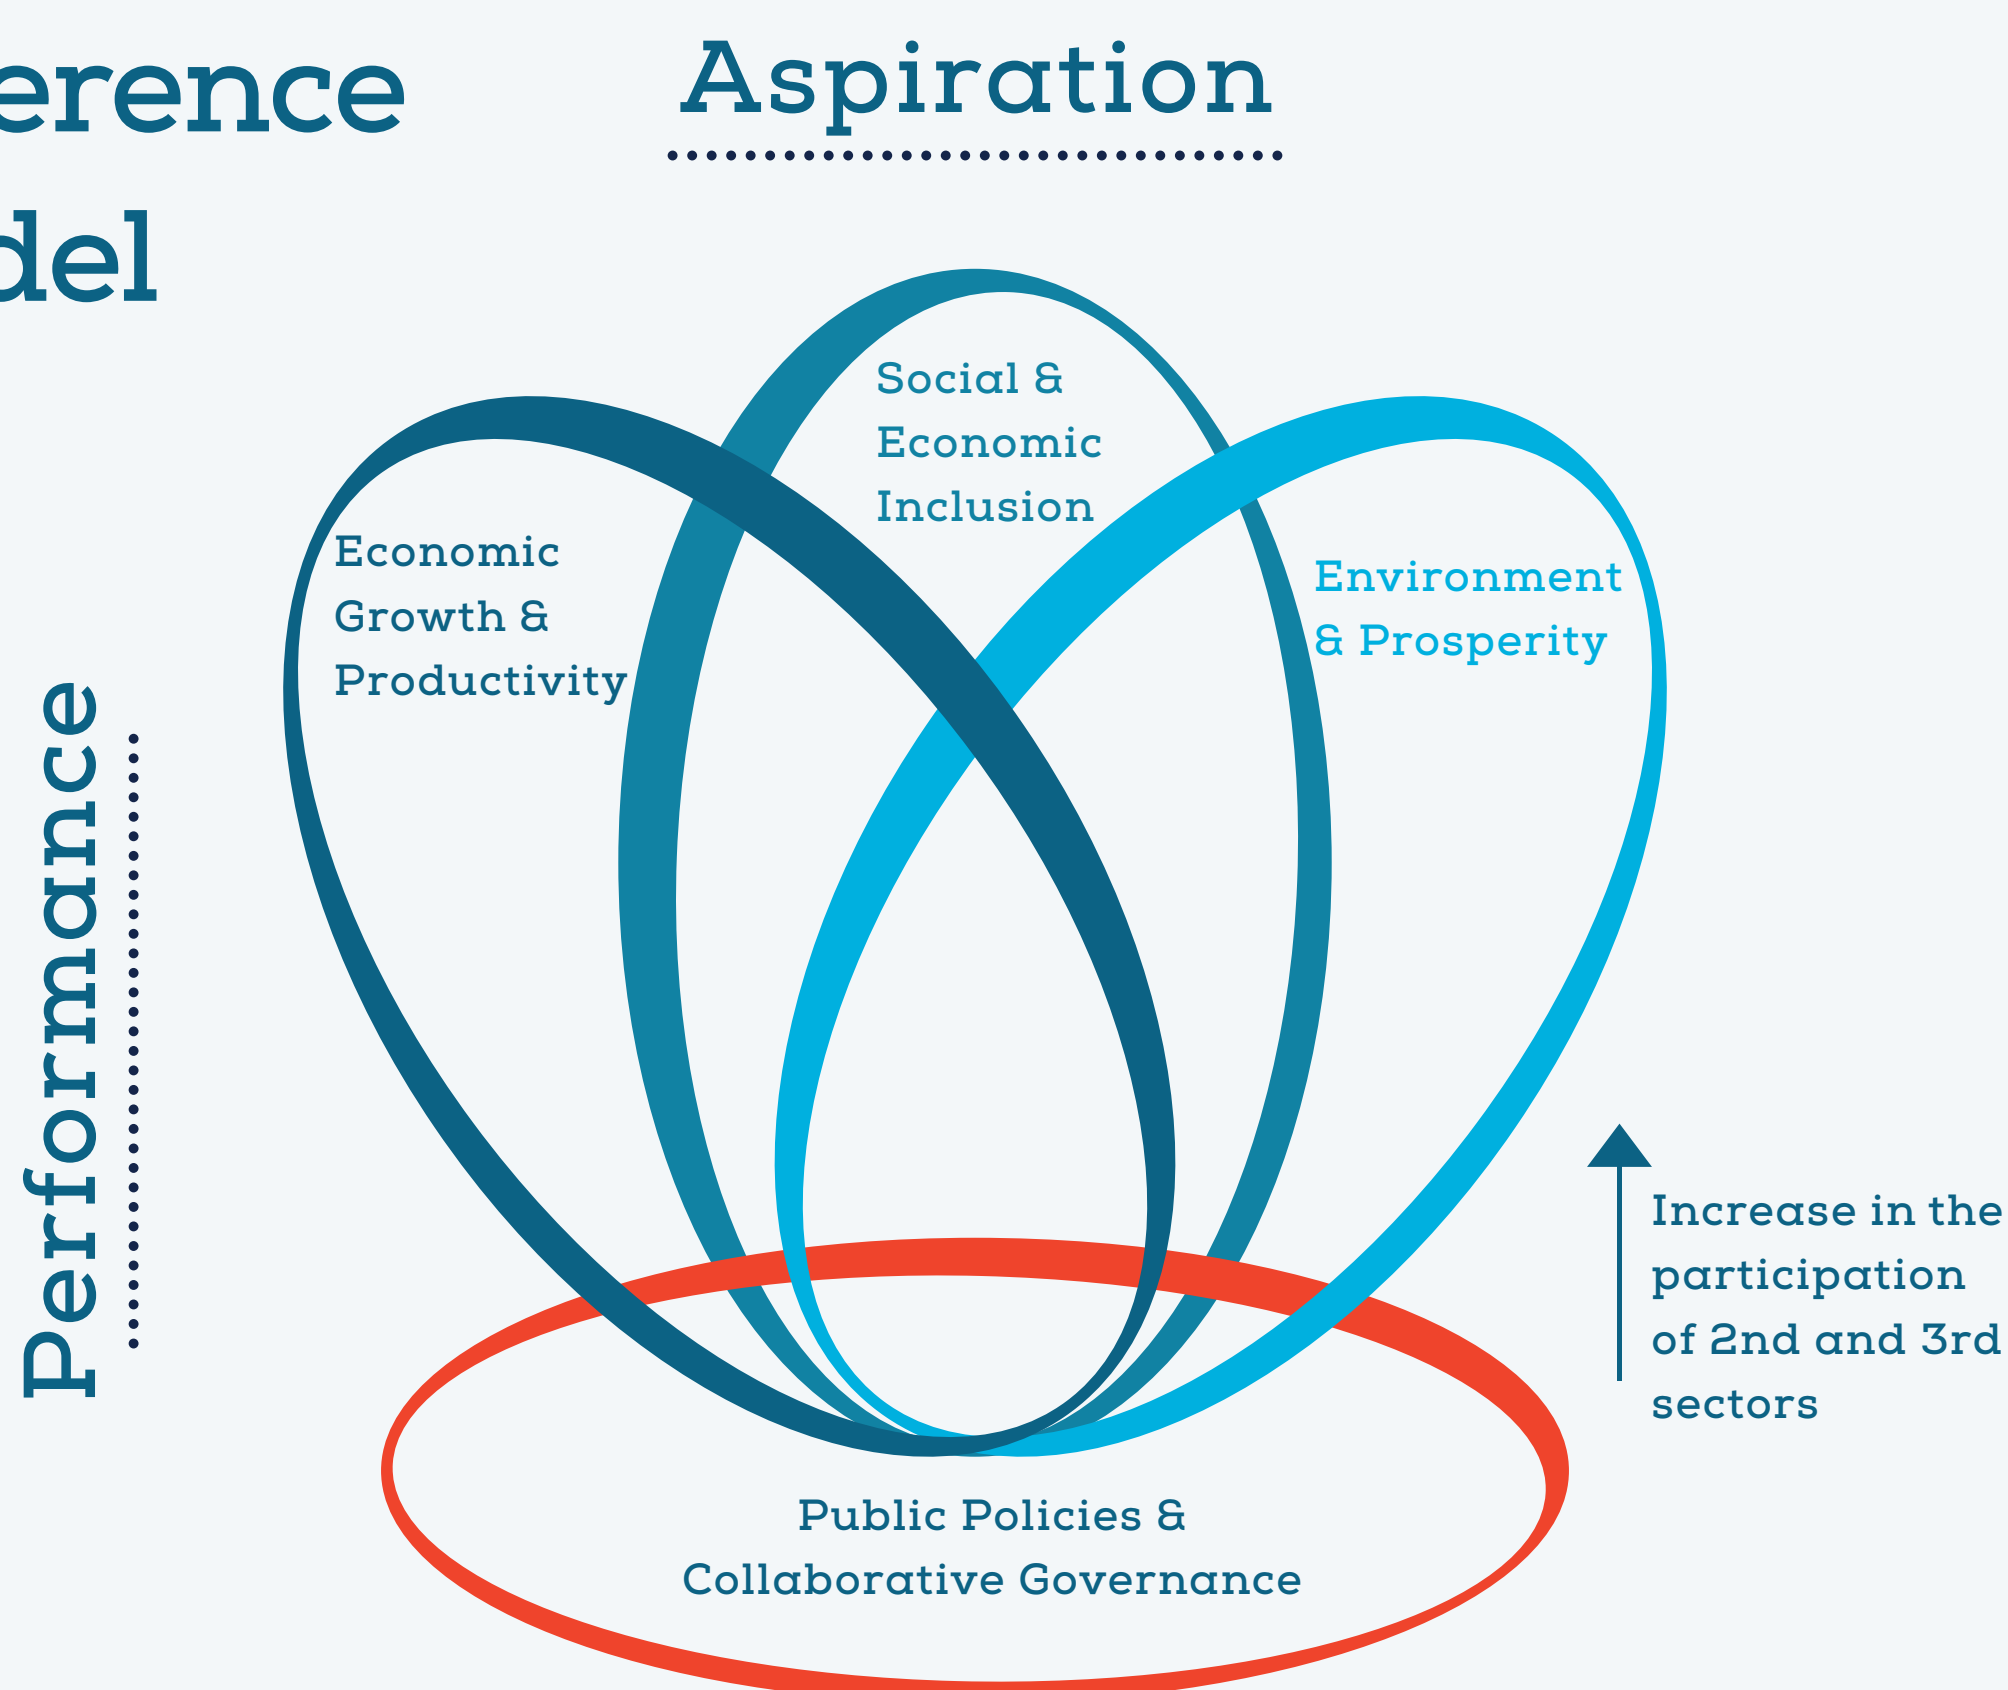 erence
del
Aspiration
Social &
Economic
Inclusion
Economic
Growth &
Productivity
Environment
& Prosperity
Performance
Increase in the
participation
of 2nd and 3rd
sectors
Public Policies &
Collaborative Governance